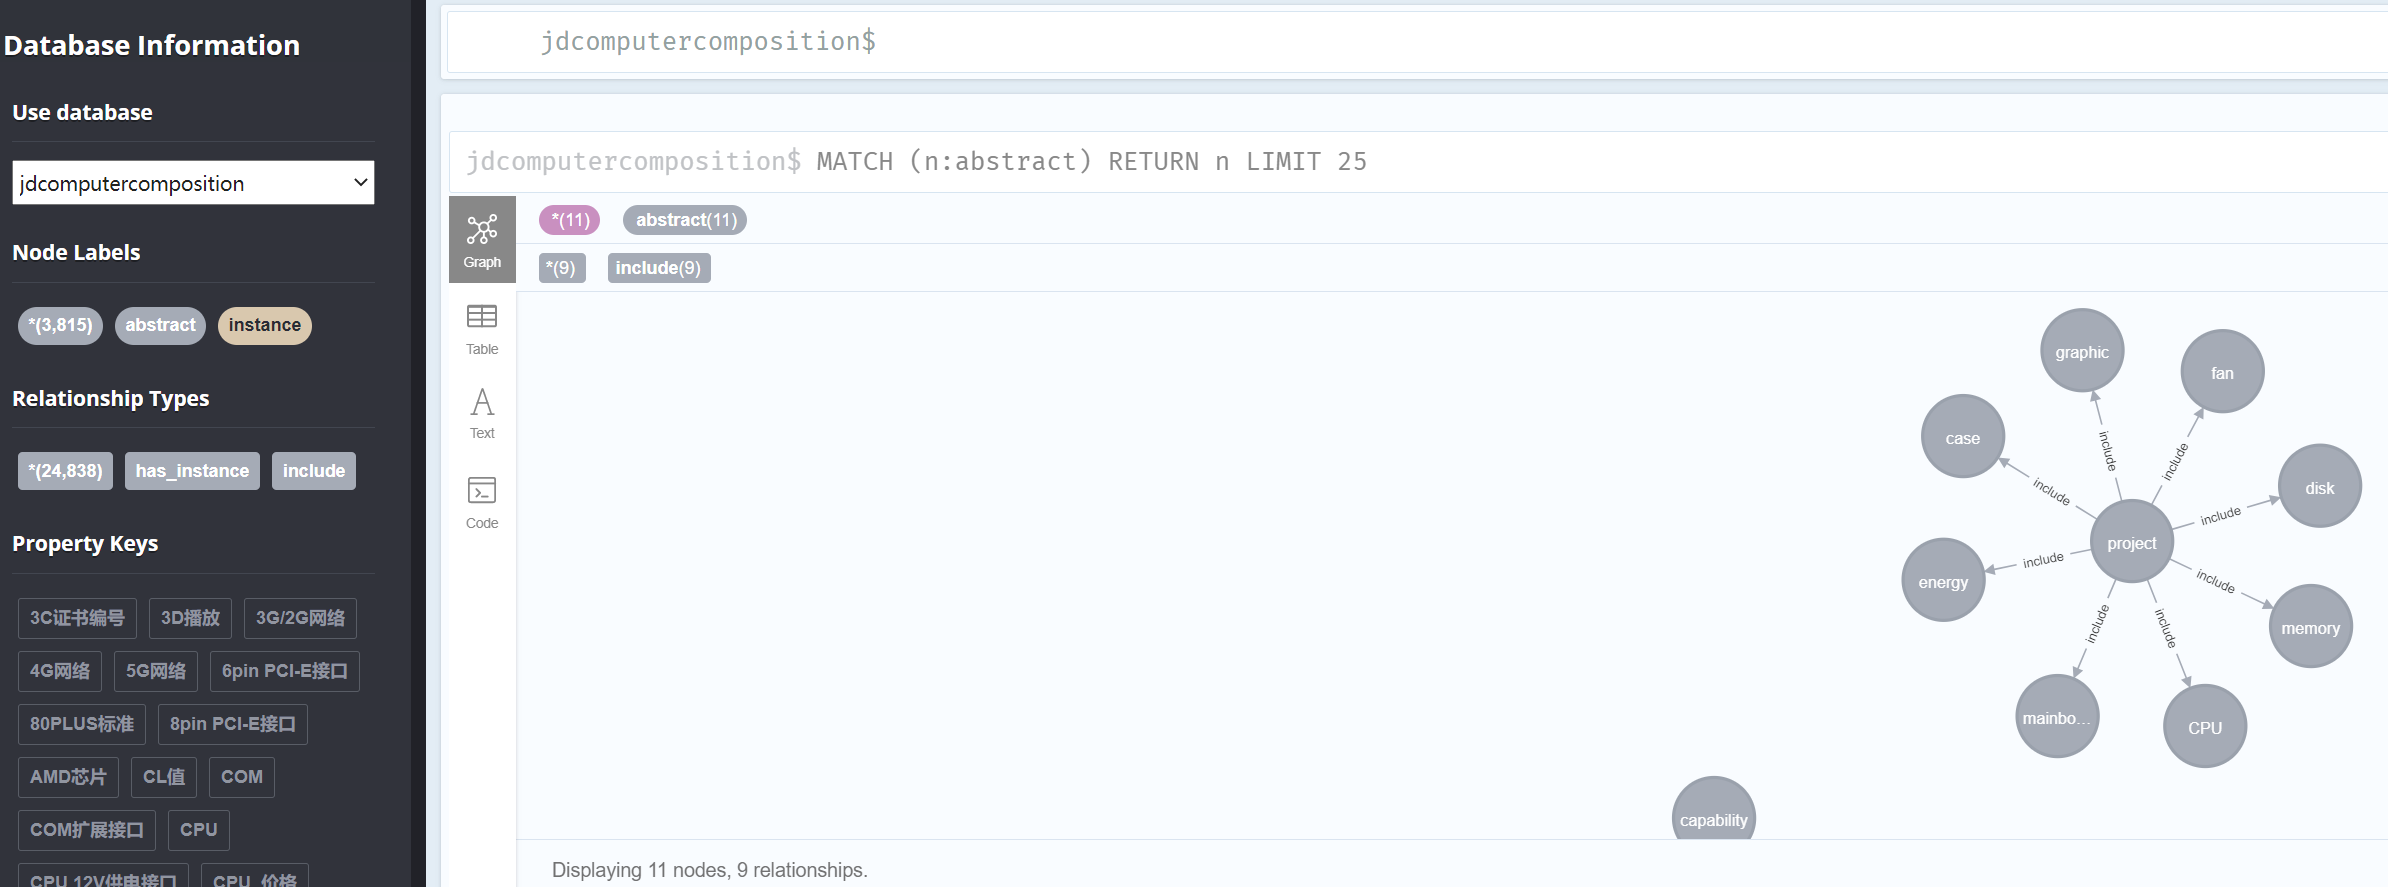 Database Information
Use database
jdcomputercomposition
Node Labels
*(3,815) abstract instance
Relationship Types
*(24,838) has_instance include
Property Keys
3C证书编号 3D播放 3G/2G网络
4G网络 5G网络 6pin PCI-E接口
80PLUS标准 8pin PCI-E接口
AMD芯片 CL值 COM
COM扩展接口 CPU
CPU 12V供电接口 CPU_价格
jdcomputercomposition$
jdcomputercomposition$ MATCH (n:abstract) RETURN n LIMIT 25
Graph
Table
Text
Code
*(11) abstract(11)
*(9) include(9)
graphic
fan
case
disk
project
energy
memory
mainbo...
CPU
capability
include
include
include
include
include
include
include
include
Displaying 11 nodes, 9 relationships.